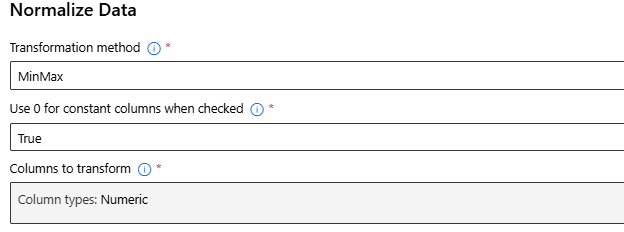 Normalize Data
Transformation method *
MinMax
Use 0 for constant columns when checked *
True
Columns to transform *
Column types: Numeric